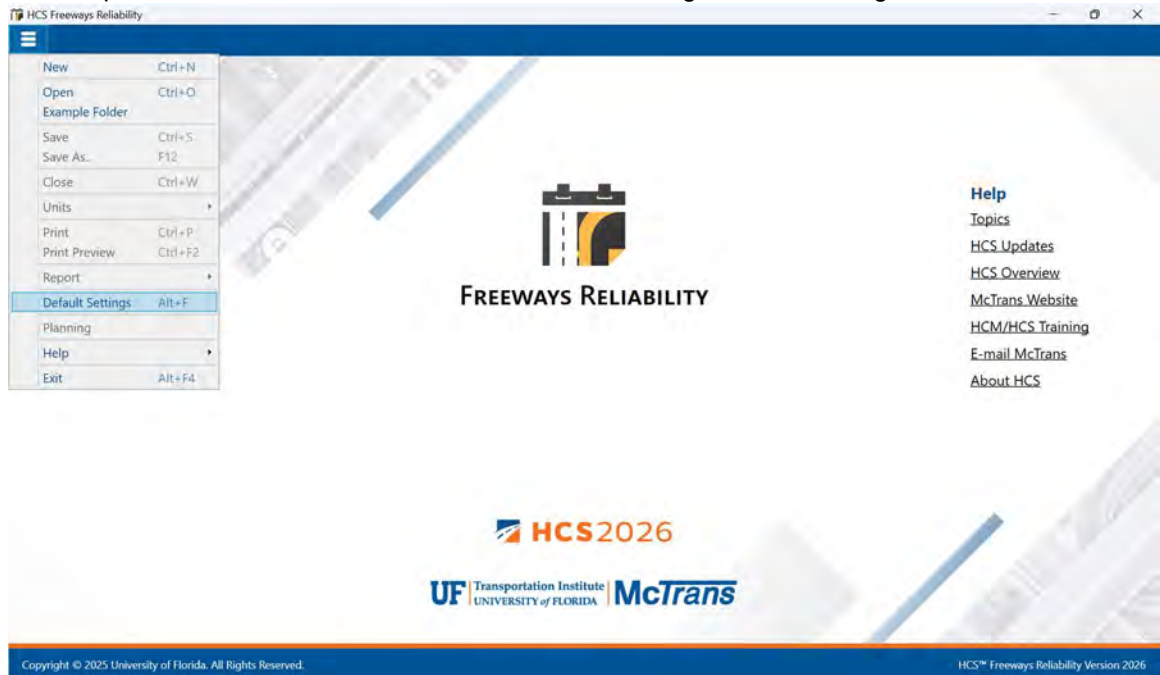 HCS Freeways Reliability
New Ctrl+N
Open Ctrl+O
Example Folder
Save Ctrl+S
Save As.. F12
Close Ctrl+W
Units
Print Ctrl+P
Print Preview Ctrl+F2
Report
Default Settings Alt+F
Planning
Help
Exit Alt+F4
FREEWAYS RELIABILITY
Help
Topics
HCS Updates
HCS Overview
McTrans Website
HCM/HCS Training
E-mail McTrans
About HCS
HCS2026
UF Transportation Institute
UNIVERSITY of FLORIDA
McTrans
Copyright © 2025 University of Florida. All Rights Reserved.
HCS™ Freeways Reliability Version 2026